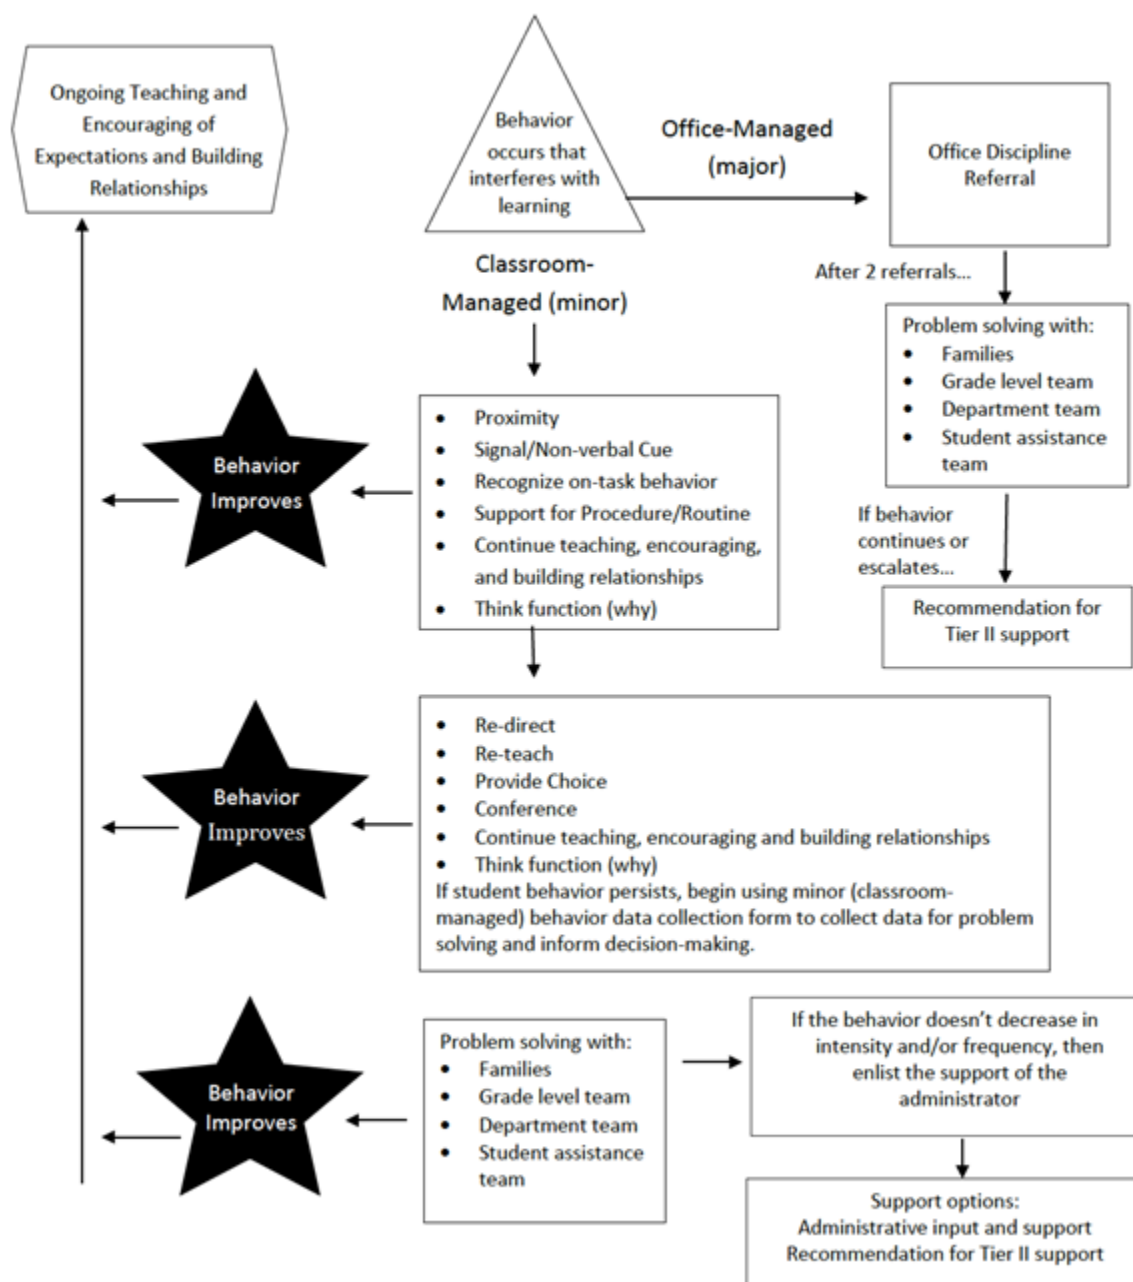 Ongoing Teaching and
Encouraging of
Expectations and Building
Relationships
Behavior
occurs that
interferes with
learning
Office-Managed
(major)
Office Discipline
Referral
Classroom-
Managed (minor)
After 2 referrals…
Problem solving with:
• Families
• Grade level team
• Department team
• Student assistance
team
If behavior
continues or
escalates…
Recommendation for
Tier II support
Behavior
Improves
• Proximity
• Signal/Non-verbal Cue
• Recognize on-task behavior
• Support for Procedure/Routine
• Continue teaching, encouraging,
and building relationships
• Think function (why)
Behavior
Improves
• Re-direct
• Re-teach
• Provide Choice
• Conference
• Continue teaching, encouraging and building relationships
• Think function (why)
If student behavior persists, begin using minor (classroom-
managed) behavior data collection form to collect data for problem
solving and inform decision-making.
Behavior
Improves
Problem solving with:
• Families
• Grade level team
• Department team
• Student assistance
team
If the behavior doesn’t decrease in
intensity and/or frequency, then
enlist the support of the
administrator
Support options:
Administrative input and support
Recommendation for Tier II support